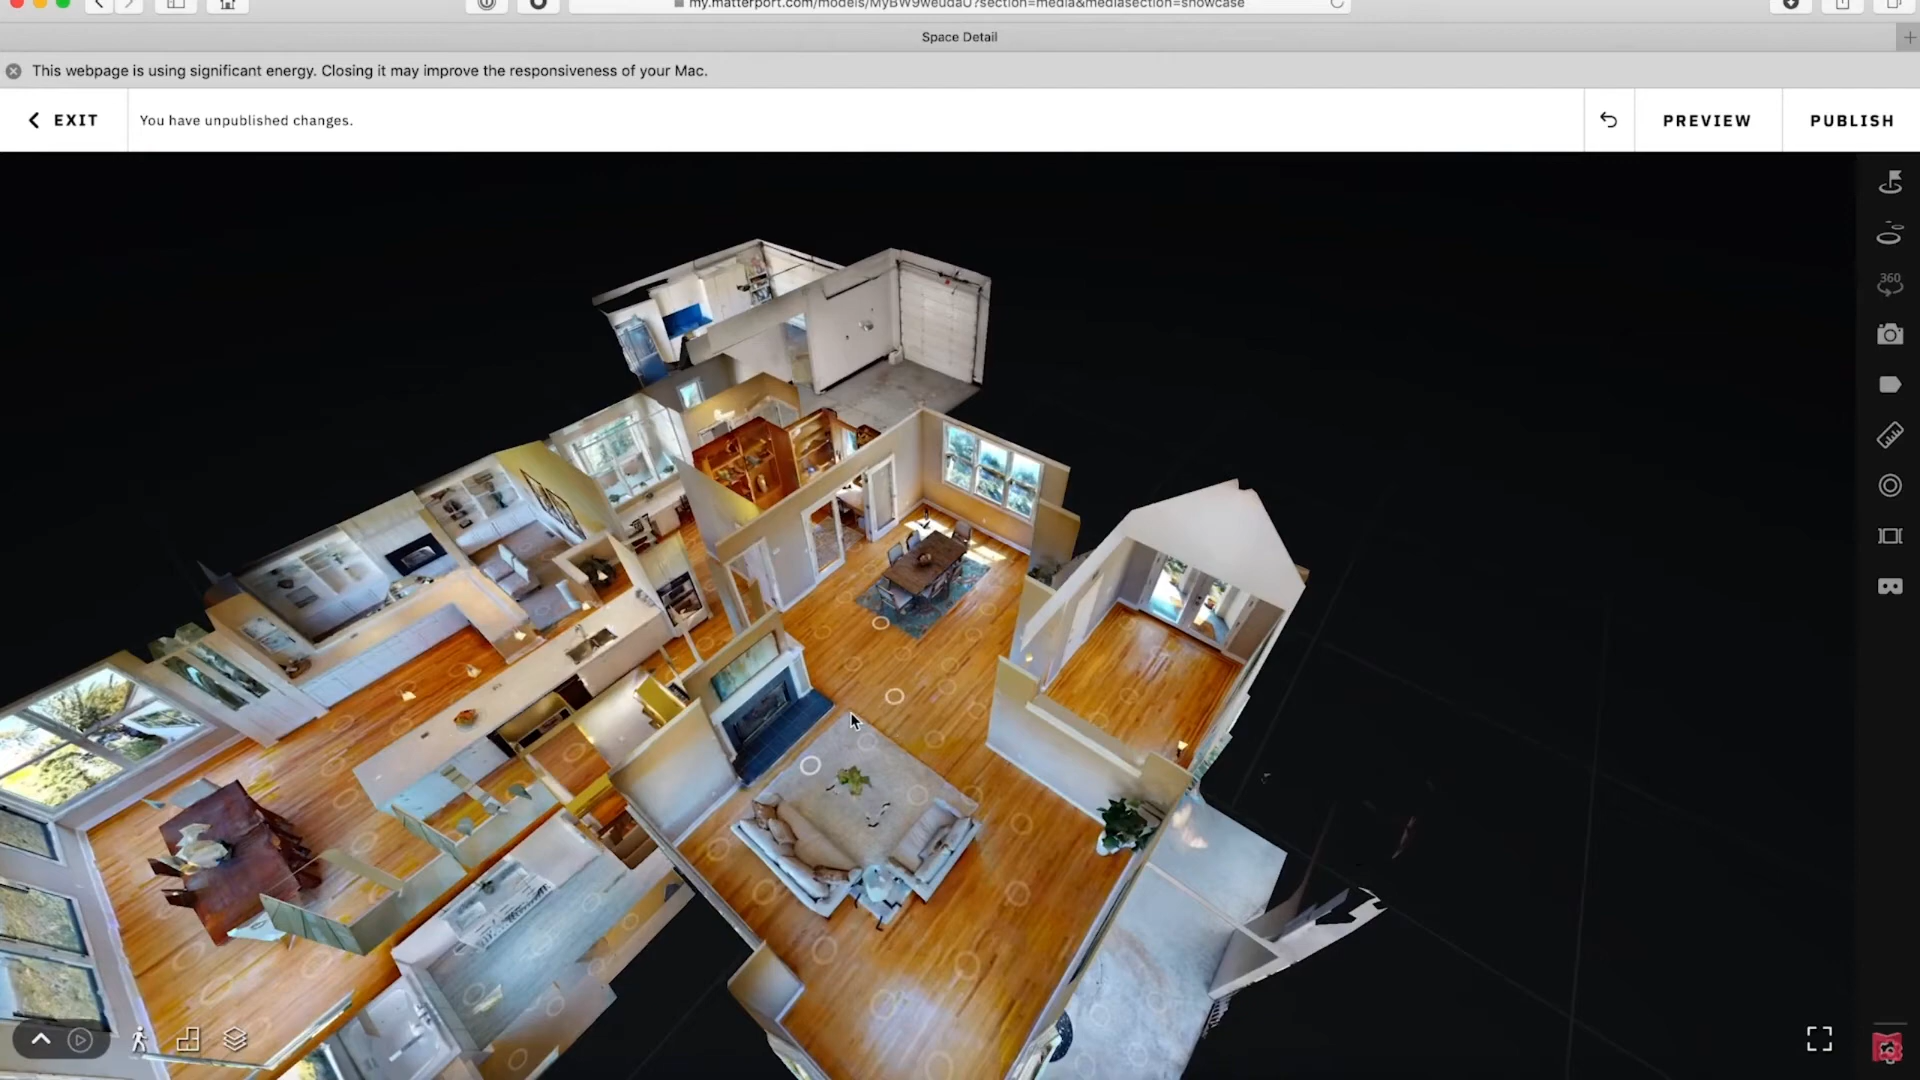 my.matterport.com/models/MyBW9weudaU?section=media&mediasection=showcase
Space Detail
This webpage is using significant energy. Closing it may improve the responsiveness of your Mac.
EXIT
You have unpublished changes.
PREVIEW
PUBLISH
360